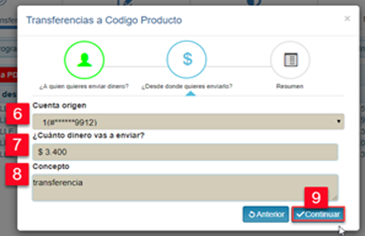 Transferencias a Codigo Producto ×
$
¿A quien quieres enviar dinero? ¿Desde donde quieres enviarlo? Resumen
6 Cuenta origen
1(#******9912)
7 ¿Cuánto dinero vas a enviar?
$ 3.400
8 Concepto
transferencia
9
Anterior Continuar